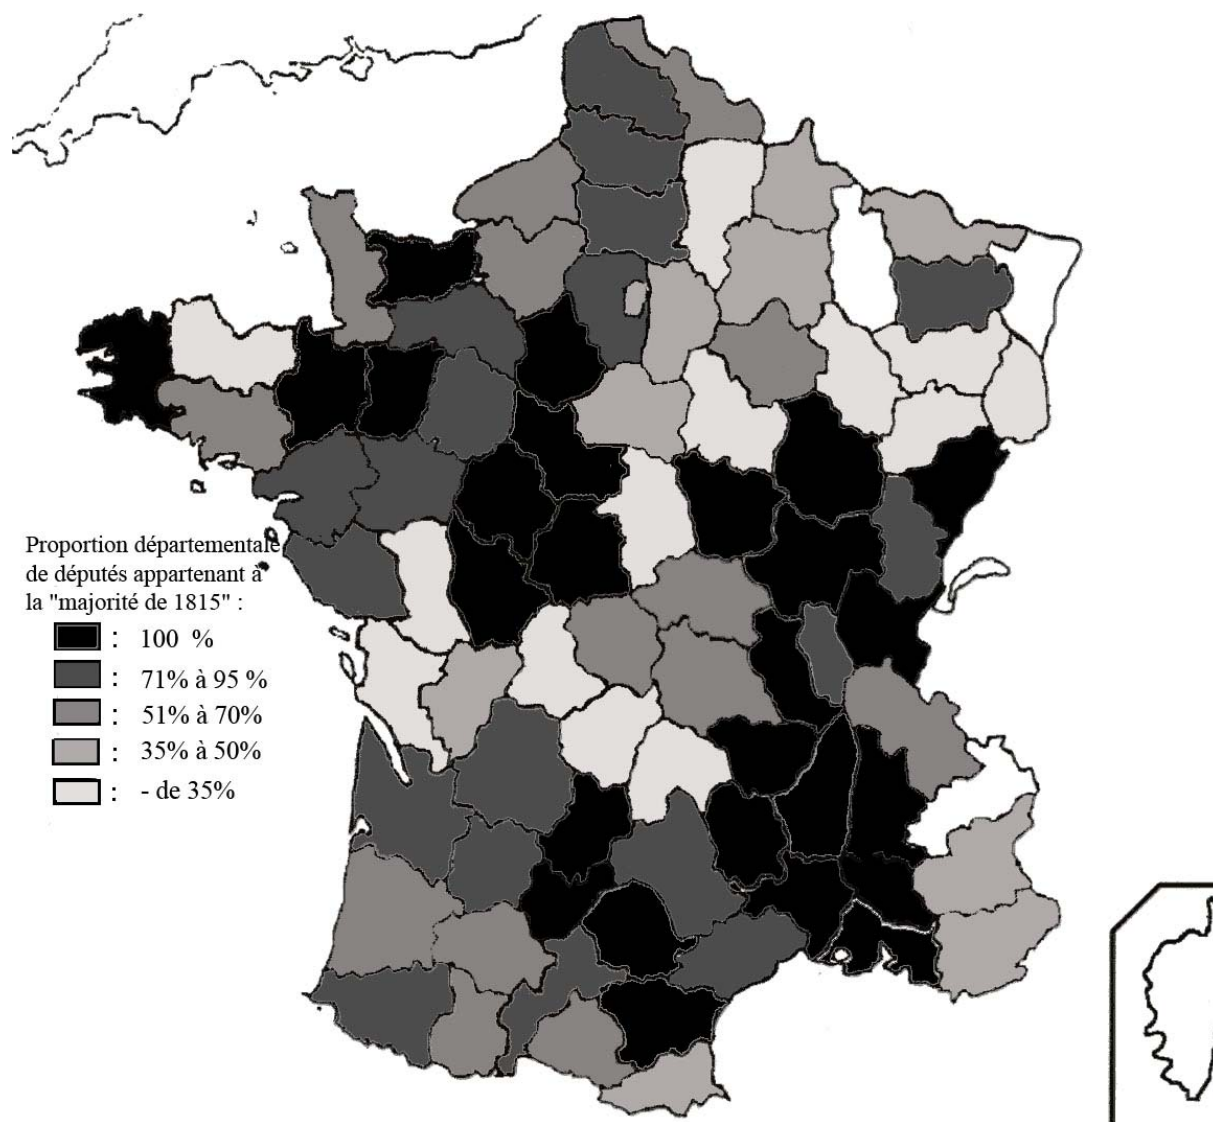 Proportion départementale
de députés appartenant à
la "majorité de 1815" :
: 100 %
: 71% à 95 %
: 51% à 70%
: 35% à 50%
: - de 35%